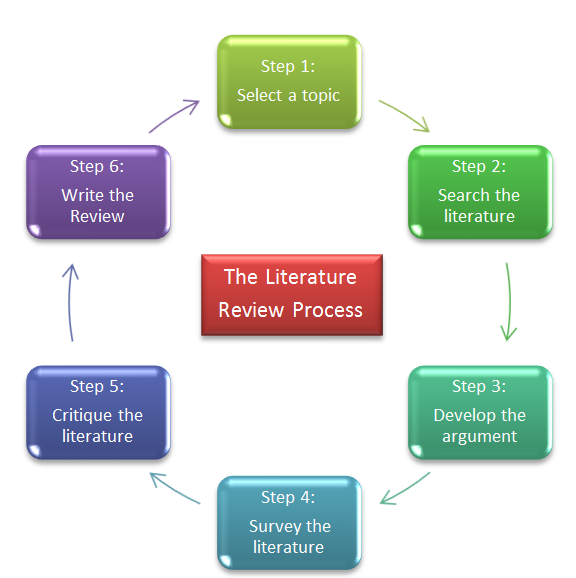 Step 1:
Select a topic
Step 2:
Search the
literature
Step 3:
Develop the
argument
Step 4:
Survey the
literature
Step 5:
Critique the
literature
Step 6:
Write the
Review
The Literature
Review Process